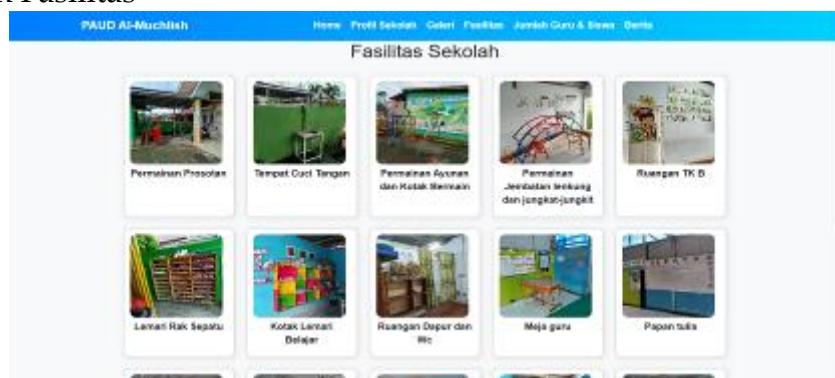 Fasilitas
PAUD Al-Muchlish Home Profil Sekolah Galeri Fasilitas Jumlah Guru & Siswa Berita
Fasilitas Sekolah
Permainan Prosotan
Tempat Cuci Tangan
Permainan Ayunan
dan Kotak Bermain
Permainan
Jembatan lenkung
dan jungkat-jungkit
Ruangan TK B
Lemari Rak Sepatu
Kotak Lemari
Belajar
Ruangan Dapur dan
Wc
Meja guru
Papan tulis